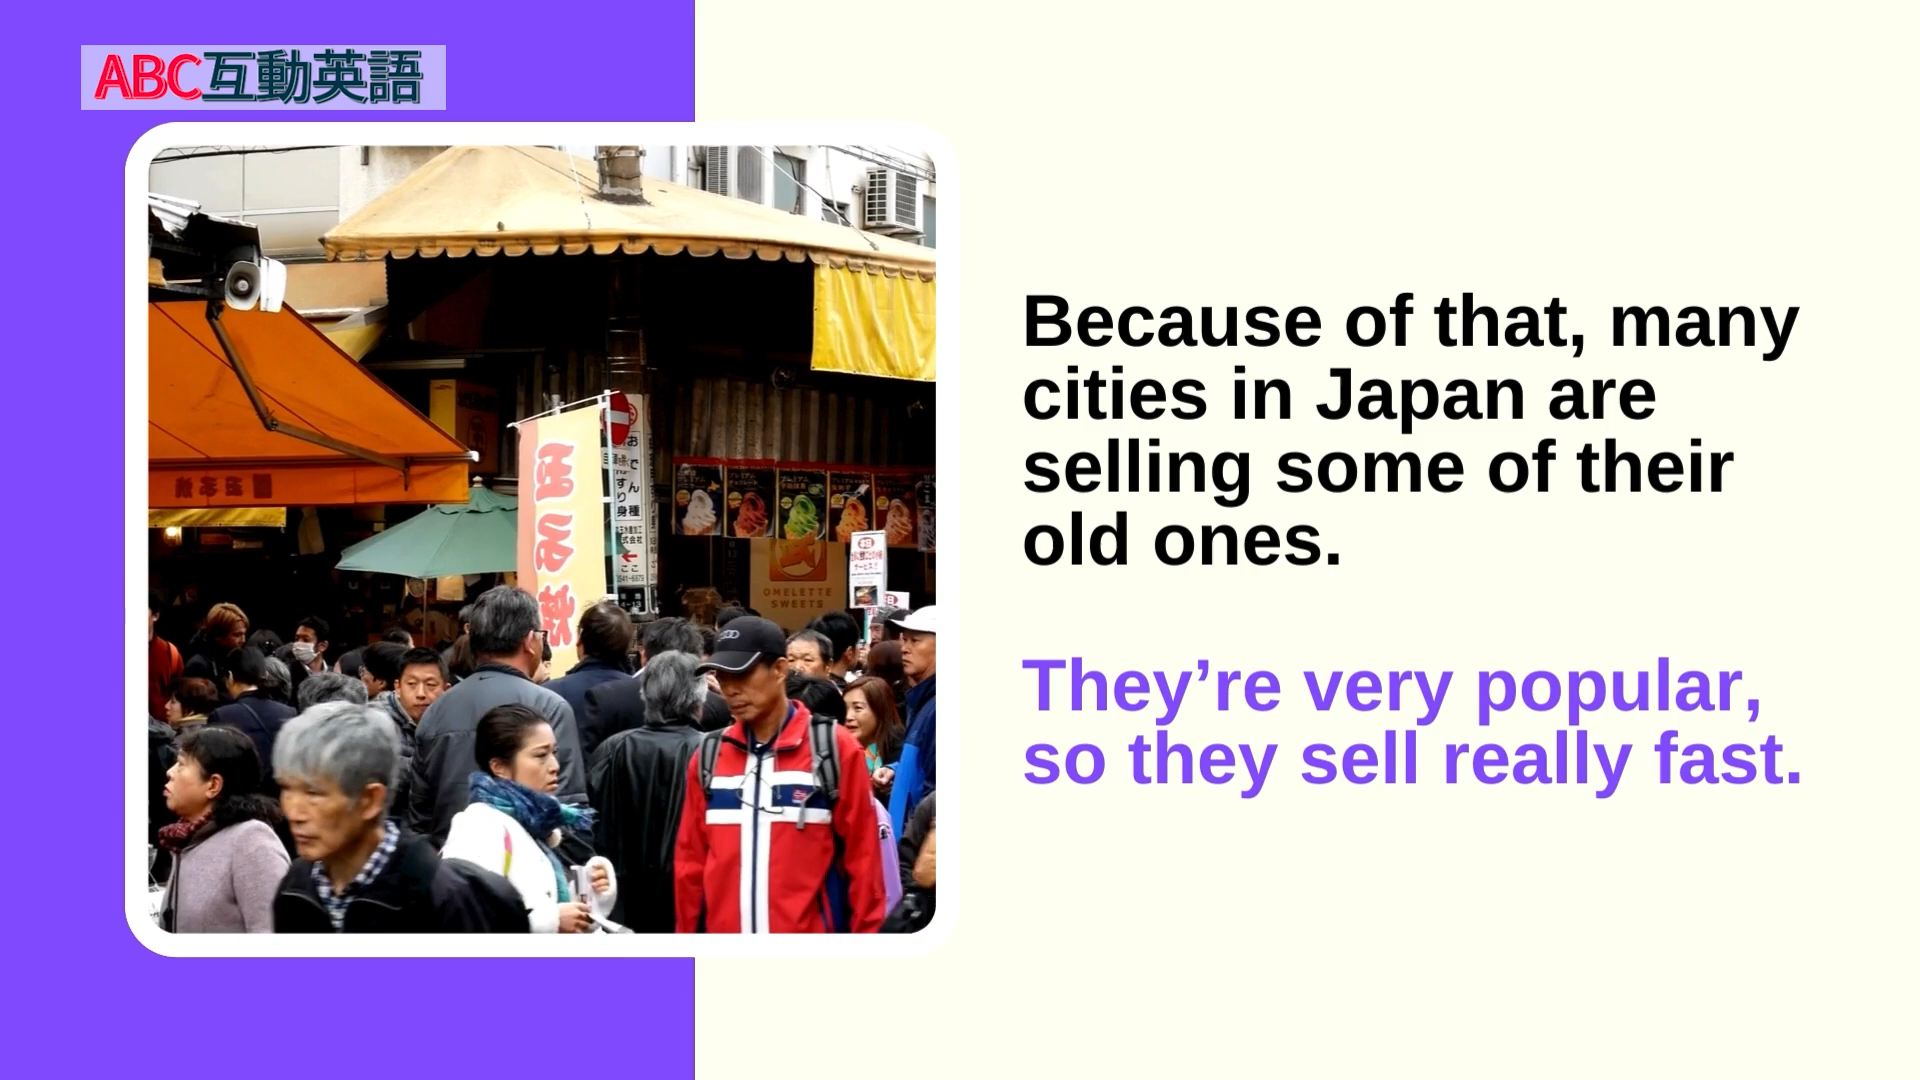 ABC互動英語
Because of that, many
cities in Japan are
selling some of their
old ones.
They’re very popular,
so they sell really fast.
OMELETTE
SWEETS